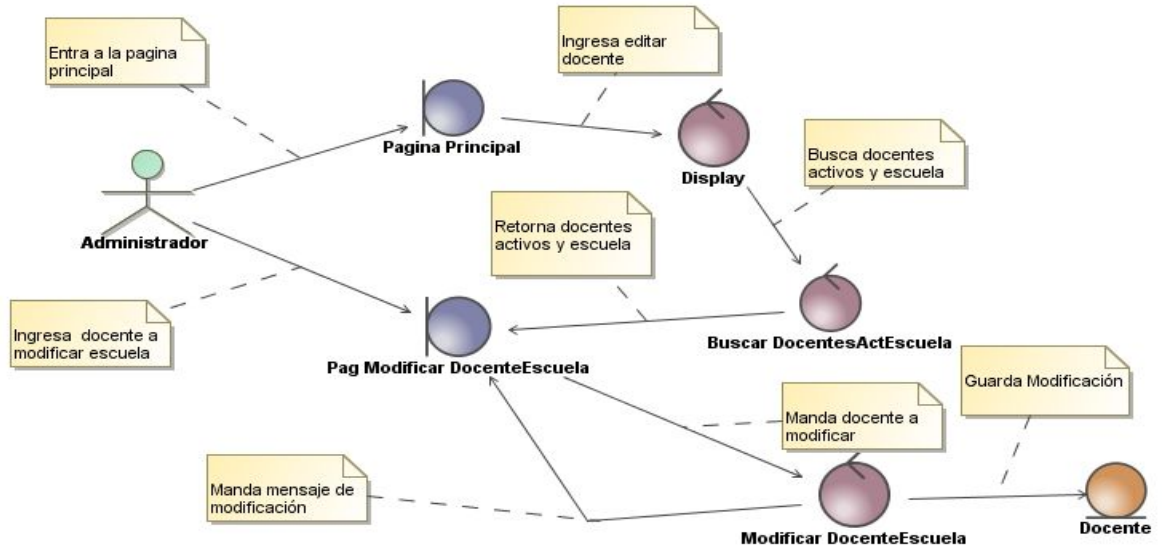 Entra a la pagina
principal
Ingresa editar
docente
Pagina Principal
Display
Busca docentes
activos y escuela
Administrador
Retorna docentes
activos y escuela
Ingresa docente a
modificar escuela
Pag Modificar DocenteEscuela
Buscar DocentesActEscuela
Guarda Modificación
Manda docente a
modificar
Manda mensaje de
modificación
Modificar DocenteEscuela
Docente